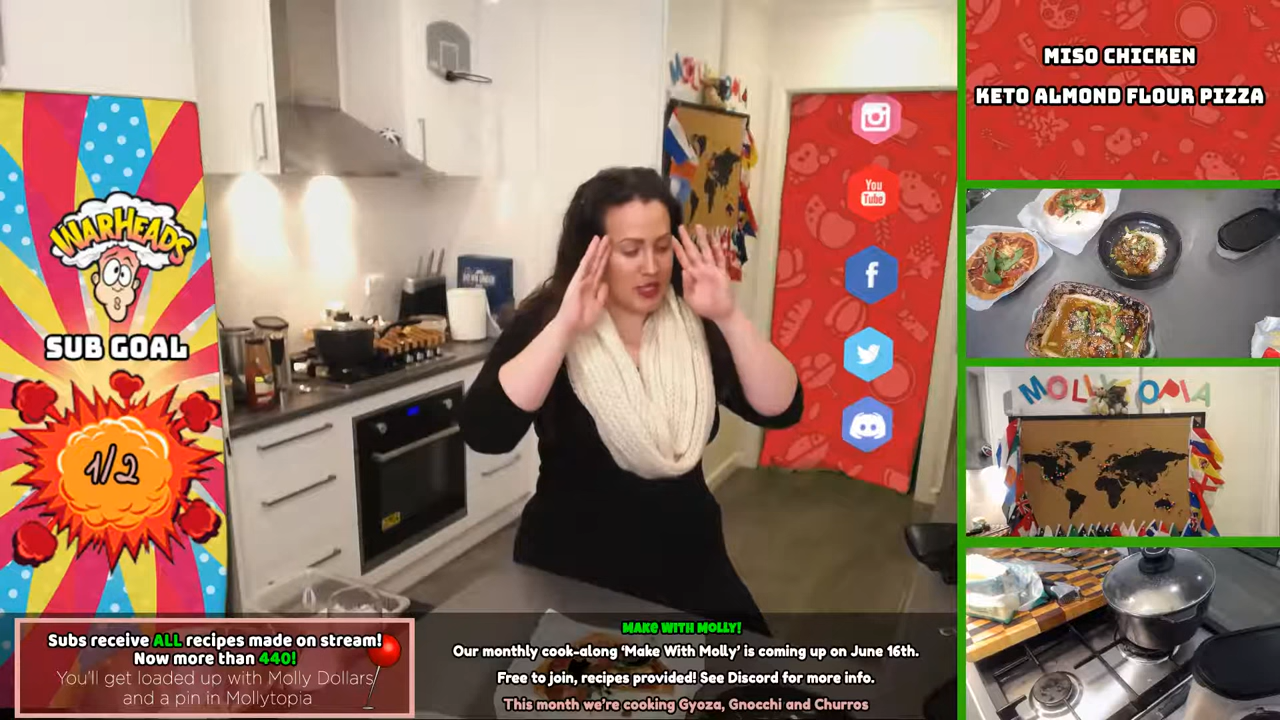 WARHEADS
SUB GOAL
1/2
MOLLY
You
Tube
MISO CHICKEN
KETO ALMOND FLOUR PIZZA
MOLLYTOPIA
Subs receive ALL recipes made on stream!
Now more than 440!
You'll get loaded up with Molly Dollars
and a pin in Mollytopia
MAKE WITH MOLLY!
Our monthly cook-along 'Make With Molly' is coming up on June 16th.
Free to join, recipes provided! See Discord for more info.
This month we're cooking Gyoza, Gnocchi and Churros